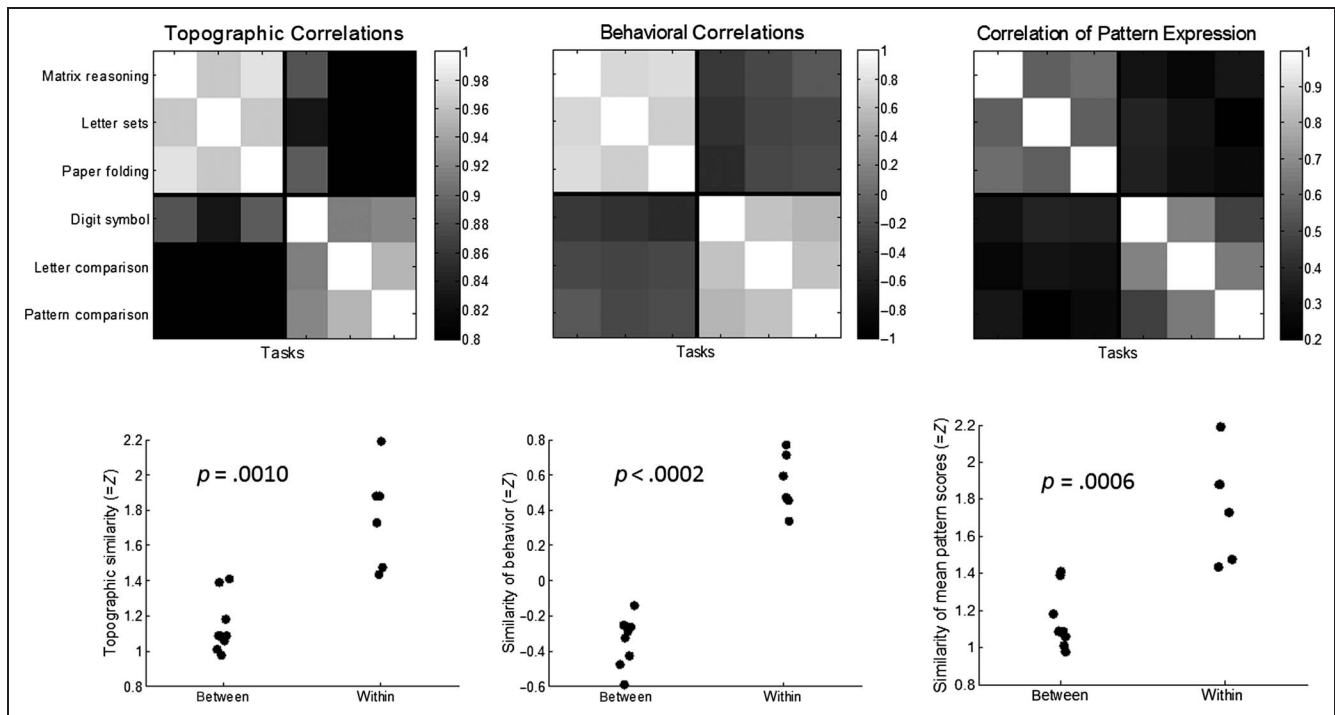 Topographic Correlations
Matrix reasoning
Letter sets
Paper folding
Digit symbol
Letter comparison
Pattern comparison
Tasks
1
0.98
0.96
0.94
0.92
0.9
0.88
0.86
0.84
0.82
0.8
Behavioral Correlations
Tasks
1
0.8
0.6
0.4
0.2
0
−0.2
−0.4
−0.6
−0.8
−1
Correlation of Pattern Expression
Tasks
1
0.9
0.8
0.7
0.6
0.5
0.4
0.3
0.2
Topographic similarity (=Z)
2.2
2
1.8
1.6
1.4
1.2
1
0.8
p = .0010
Between Within
Similarity of behavior (=Z)
0.8
0.6
0.4
0.2
0
−0.2
−0.4
−0.6
p < .0002
Between Within
Similarity of mean pattern scores (=Z)
2.2
2
1.8
1.6
1.4
1.2
1
0.8
p = .0006
Between Within